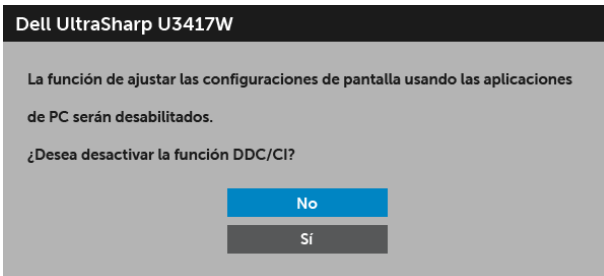 Dell UltraSharp U3417W
La función de ajustar las configuraciones de pantalla usando las aplicaciones
de PC serán desabilitados.
¿Desea desactivar la función DDC/CI?
No
Sí